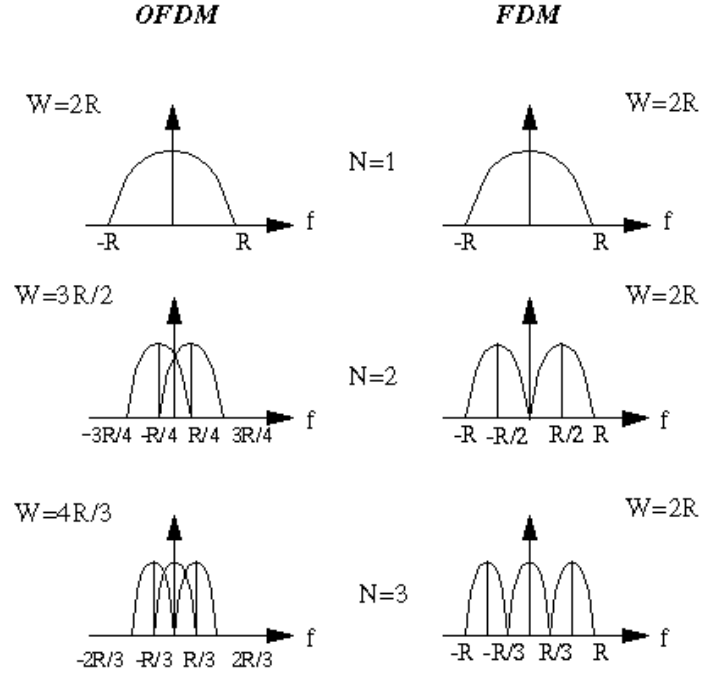 OFDM FDM
W=2R W=2R
N=1
f f
-R R -R R
W=3R/2 W=2R
N=2
f f
-3R/4 -R/4 R/4 3R/4 -R -R/2 R/2 R
W=4R/3 W=2R
N=3
f f
-2R/3 -R/3 R/3 2R/3 -R -R/3 R/3 R